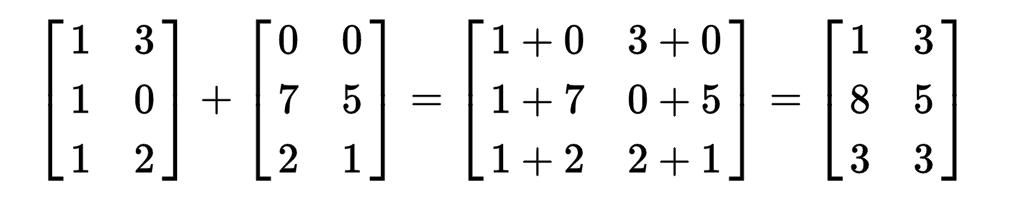 [1 3] + [0 0] = [1 + 0 3 + 0] = [1 3]
[1 0] [7 5] [1 + 7 0 + 5] [8 5]
[1 2] [2 1] [1 + 2 2 + 1] [3 3]